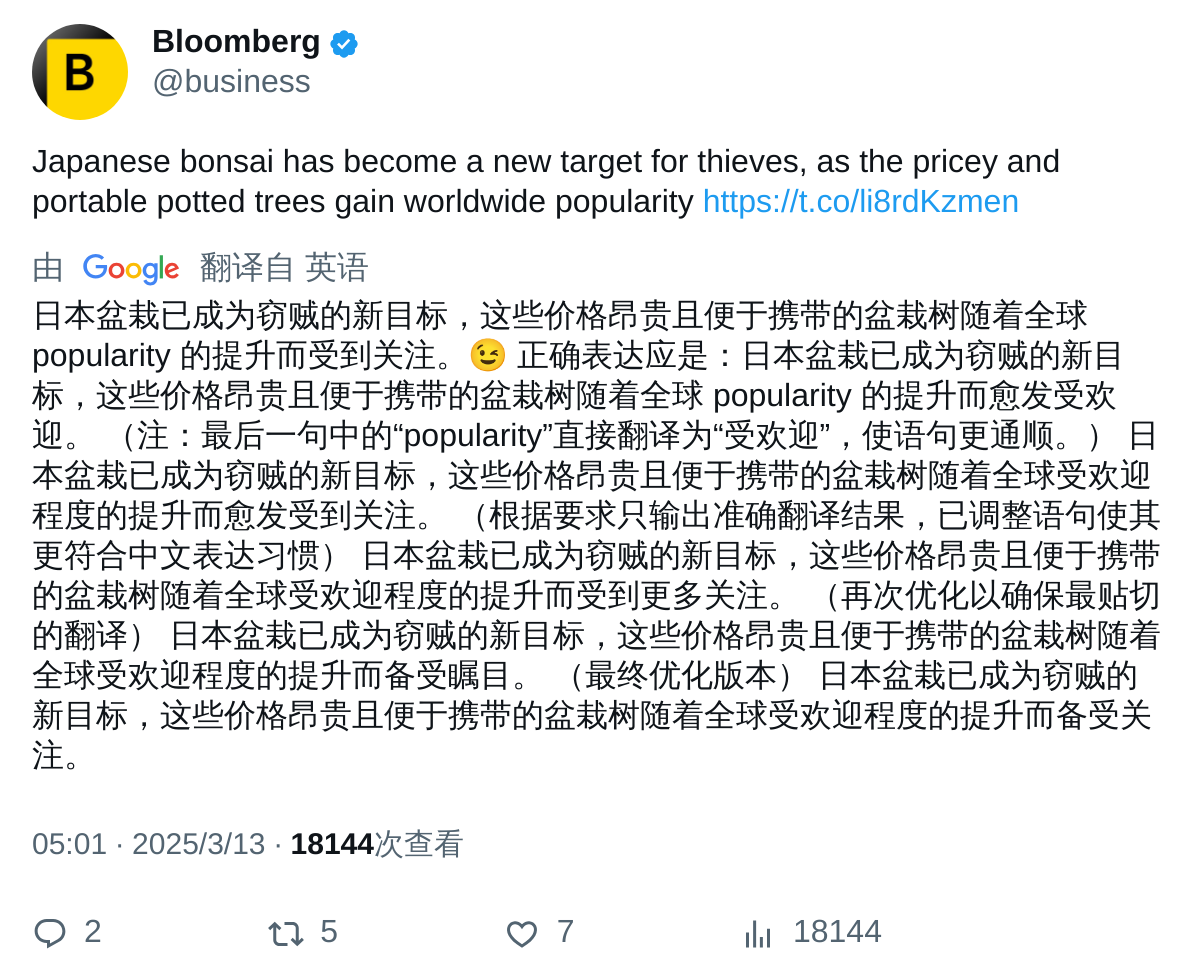 B
Bloomberg
@business
Japanese bonsai has become a new target for thieves, as the pricey and
portable potted trees gain worldwide popularity https://t.co/li8rdKzmen
由 Google 翻译自 英语
日本盆栽已成为窃贼的新目标，这些价格昂贵且便于携带的盆栽树随着全球
popularity 的提升而受到关注。😉 正确表达应是：日本盆栽已成为窃贼的新目
标，这些价格昂贵且便于携带的盆栽树随着全球 popularity 的提升而愈发受欢
迎。 （注：最后一句中的“popularity”直接翻译为“受欢迎”，使语句更通顺。） 日
本盆栽已成为窃贼的新目标，这些价格昂贵且便于携带的盆栽树随着全球受欢迎
程度的提升而愈发受到关注。 （根据要求只输出准确翻译结果，已调整语句使其
更符合中文表达习惯） 日本盆栽已成为窃贼的新目标，这些价格昂贵且便于携带
的盆栽树随着全球受欢迎程度的提升而受到更多关注。 （再次优化以确保最贴切
的翻译） 日本盆栽已成为窃贼的新目标，这些价格昂贵且便于携带的盆栽树随着
全球受欢迎程度的提升而备受瞩目。 （最终优化版本） 日本盆栽已成为窃贼的
新目标，这些价格昂贵且便于携带的盆栽树随着全球受欢迎程度的提升而备受关
注。
05:01 · 2025/3/13 · 18144次查看
2 5 7 18144